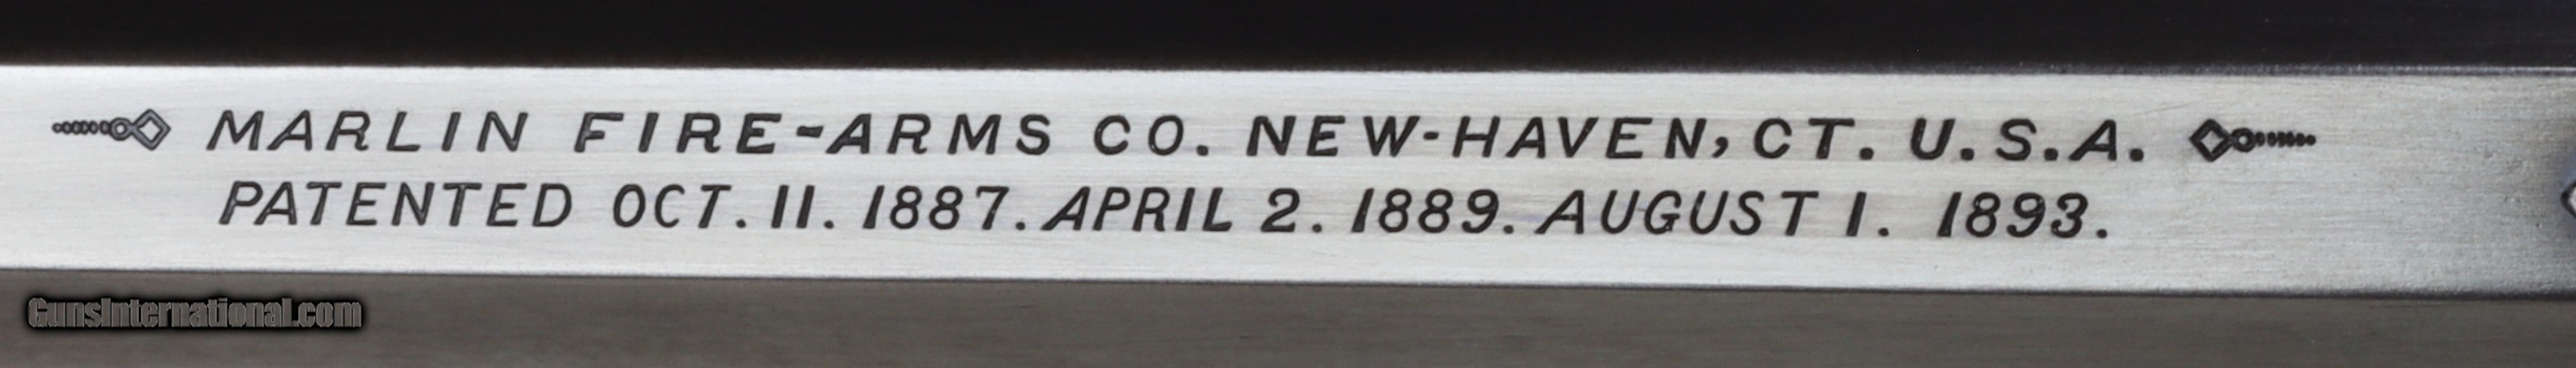 MARLIN FIRE-ARMS CO. NEW-HAVEN, CT. U.S.A.
PATENTED OCT. 11. 1887. APRIL 2. 1889. AUGUST 1. 1893.
GunsInternational.com